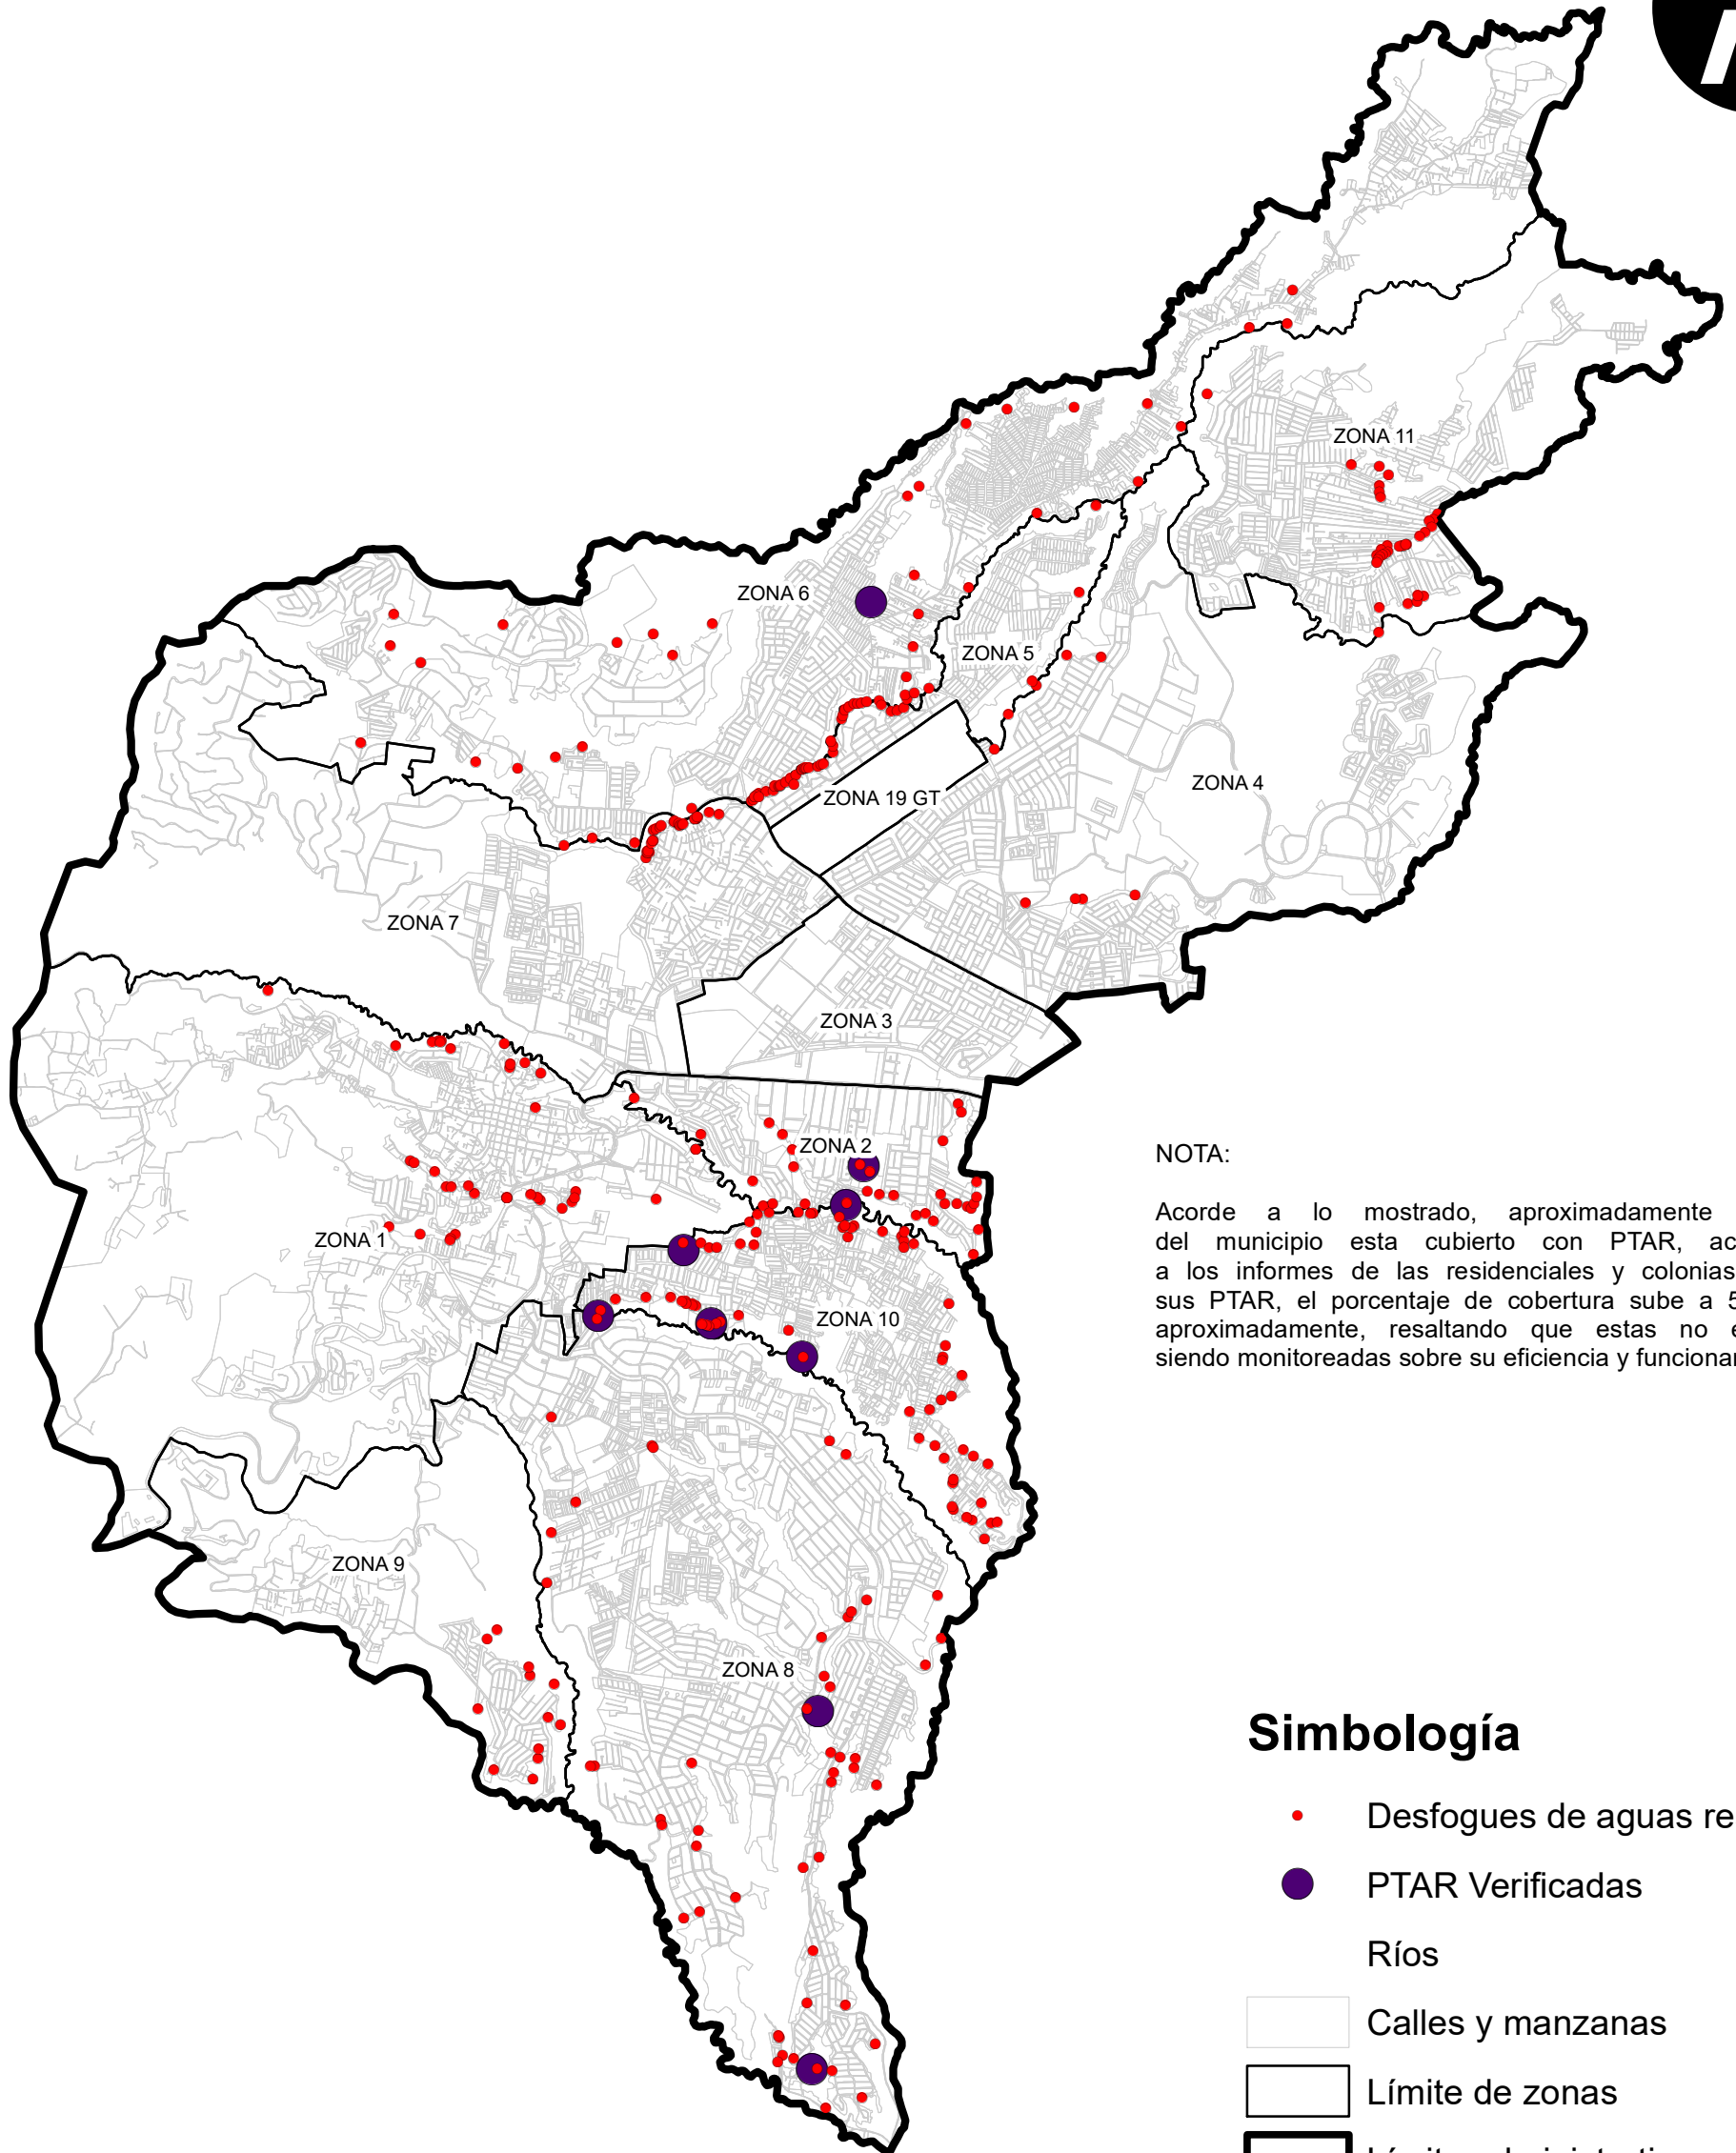 ZONA 11
ZONA 6
ZONA 5
ZONA 4
ZONA 19 GT
ZONA 7
ZONA 3
ZONA 2
ZONA 1
ZONA 10
ZONA 9
ZONA 8
NOTA:
Acorde a lo mostrado, aproximadamente
del municipio esta cubierto con PTAR,
a los informes de las residenciales y colonias
sus PTAR, el porcentaje de cobertura sube a
aproximadamente, resaltando que estas no
siendo monitoreadas sobre su eficiencia y
Simbología
Desfogues de aguas
PTAR Verificadas
Ríos
Calles y manzanas
Límite de zonas